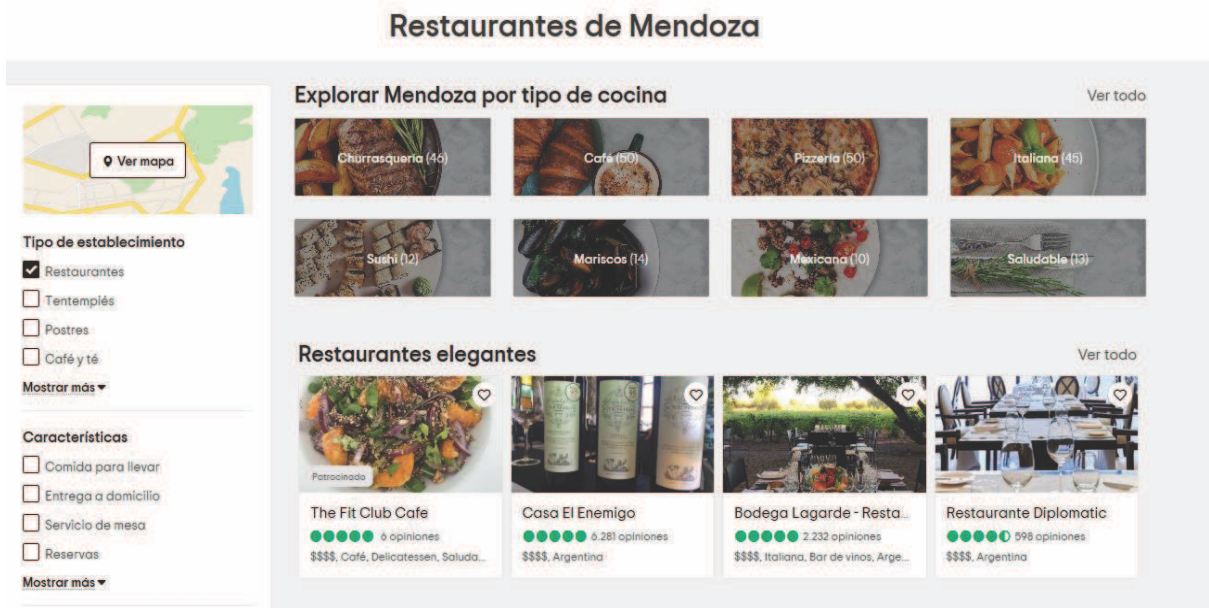 Restaurantes de Mendoza
Ver mapa
Tipo de establecimiento
Restaurantes
Tentempiés
Postres
Café y té
Mostrar más
Características
Comida para llevar
Entrega a domicilio
Servicio de mesa
Reservas
Mostrar más
Explorar Mendoza por tipo de cocina
Ver todo
Churrasquería (46)
Café (50)
Pizzería (50)
Italiana (45)
Sushi (12)
Mariscos (14)
Mexicana (10)
Saludable (13)
Restaurantes elegantes
Ver todo
Patrocinado
The Fit Club Cafe
6 opiniones
$$$$, Café, Delicatessen, Saluda...
Casa El Enemigo
6.281 opiniones
$$$$, Argentina
Bodega Lagarde - Resta...
2.232 opiniones
$$$$, Italiana, Bar de vinos, Arge...
Restaurante Diplomatic
598 opiniones
$$$$, Argentina